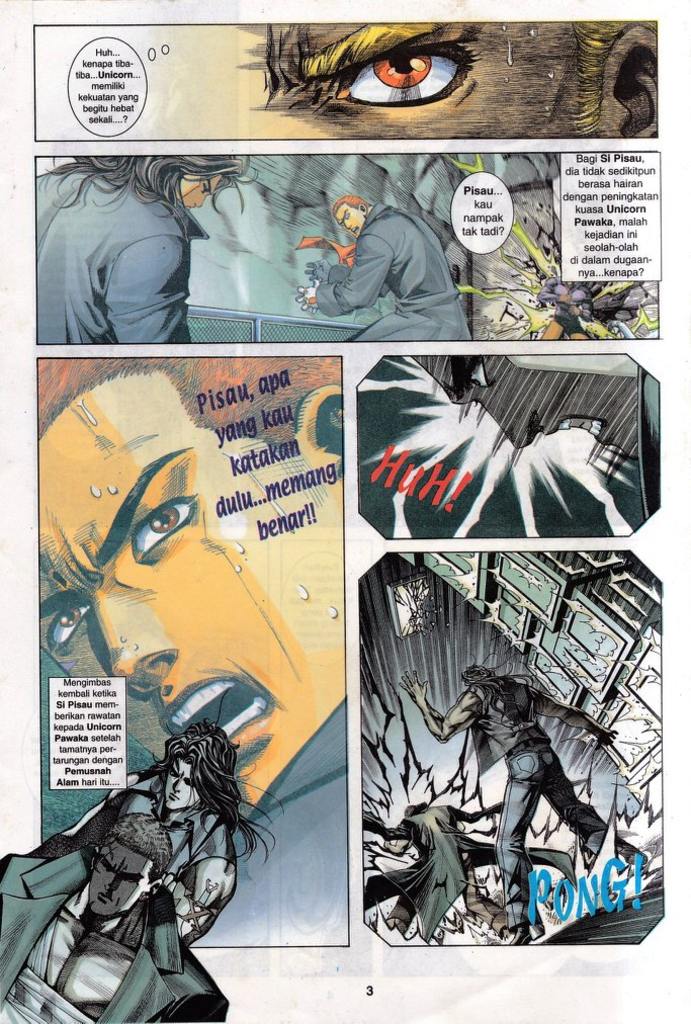 Huh...
kenapa tiba-
tiba...Unicorn...
memiliki
kekuatan yang
begitu hebat
sekali....?
Pisau...
kau
nampak
tak tadi?
Bagi Si Pisau,
dia tidak sedikitpun
berasa hairan
dengan peningkatan
kuasa Unicorn
Pawaka, malah
kejadian ini
seolah-olah
di dalam dugaan-
nya...kenapa?
Pisau, apa
yang kau
katakan
dulu...memang
benar!!
HuH!
Mengimbas
kembali ketika
Si Pisau mem-
berikan rawatan
kepada Unicorn
Pawaka setelah
tamatnya per-
tarungan dengan
Pemusnah
Alam hari itu....
PONG!
3